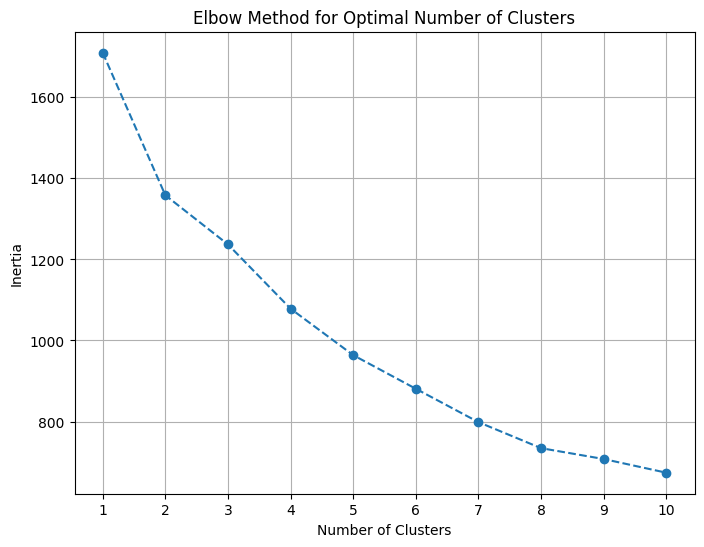 Elbow Method for Optimal Number of Clusters
1600
1400
1200
1000
800
Inertia
1 2 3 4 5 6 7 8 9 10
Number of Clusters